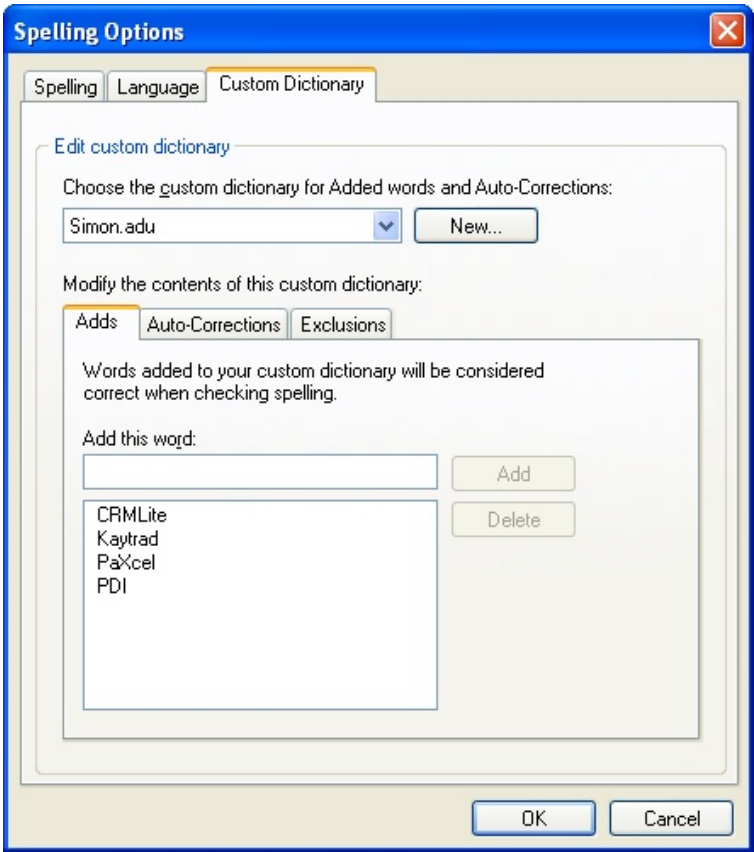 Spelling Options
Spelling Language Custom Dictionary
Edit custom dictionary
Choose the custom dictionary for Added words and Auto-Corrections:
Simon.adu New...
Modify the contents of this custom dictionary:
Adds Auto-Corrections Exclusions
Words added to your custom dictionary will be considered
correct when checking spelling.
Add this word:
Add
CRMLite
Delete
Kaytrad
PaXcel
PDI
OK Cancel